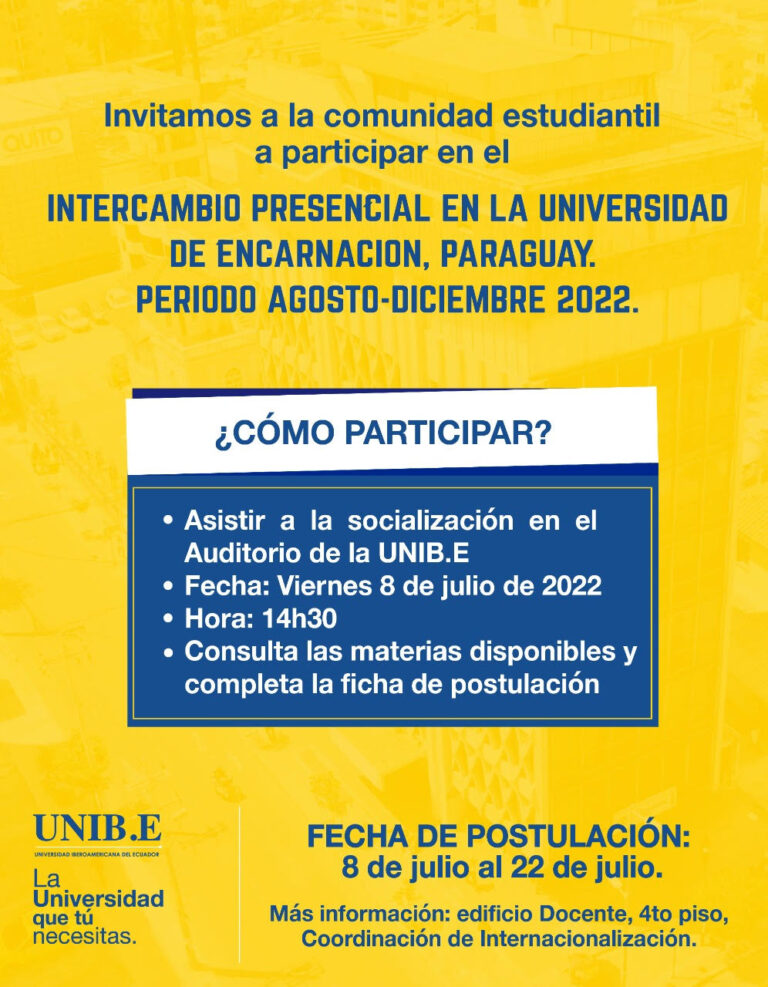 QUITO
Invitamos a la comunidad estudiantil
a participar en el
INTERCAMBIO PRESENCIAL EN LA UNIVERSIDAD
DE ENCARNACION, PARAGUAY.
PERIODO AGOSTO-DICIEMBRE 2022.
¿CÓMO PARTICIPAR?
• Asistir a la socialización en el
Auditorio de la UNIB.E
• Fecha: Viernes 8 de julio de 2022
• Hora: 14h30
• Consulta las materias disponibles y
completa la ficha de postulación
UNIB.E
UNIVERSIDAD IBEROAMERICANA DEL ECUADOR
La
Universidad
que tú
necesitas.
FECHA DE POSTULACIÓN:
8 de julio al 22 de julio.
Más información: edificio Docente, 4to piso,
Coordinación de Internacionalización.